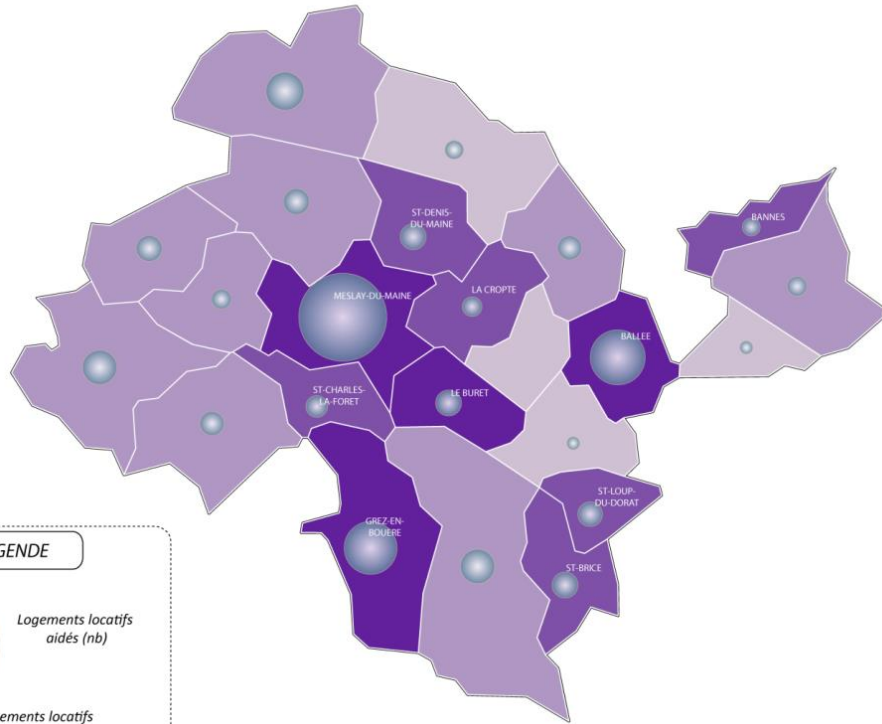 BANNES
ST-DENIS-
DU-MAINE
LA CROPTE
MESLAY-DU-MAINE
BALLEE
ST-CHARLES-
LA-FORET
LE BURET
ST-LOUP-
DU-DORAT
GREZ-EN-
BOUERE
ST-BRICE
GENDE
Logements locatifs
aidés (nb)
ements locatifs